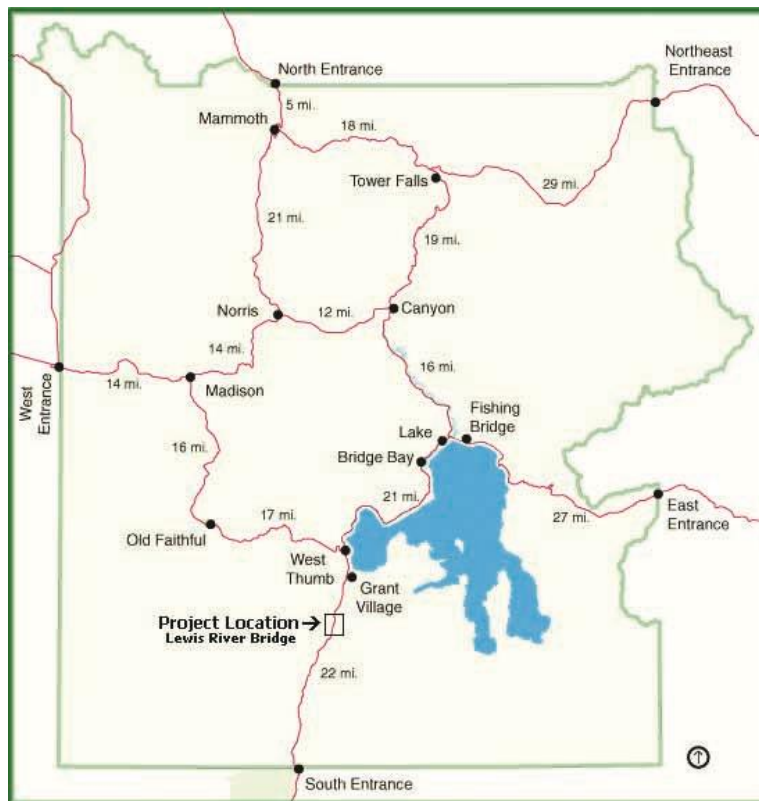 North Entrance
Northeast
Entrance
5 mi.
Mammoth
18 mi.
Tower Falls
29 mi.
21 mi.
19 mi.
Norris
12 mi.
Canyon
14 mi.
16 mi.
West
Entrance
14 mi.
Madison
Fishing
Bridge
Lake
16 mi.
Bridge Bay
21 mi.
17 mi.
27 mi.
East
Entrance
Old Faithful
West
Thumb
Grant
Village
Project Location
Lewis River Bridge
22 mi.
South Entrance